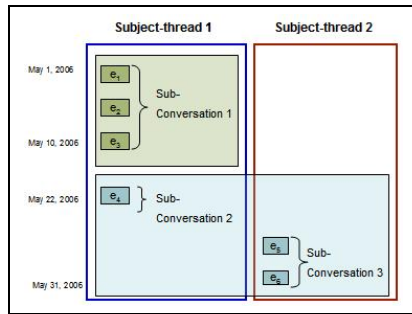 Subject-thread 1
Subject-thread 2
May 1, 2006
e1
e2
Sub-
Conversation 1
May 10, 2006
e3
May 22, 2006
e4
Sub-
Conversation 2
e5
e6
Sub-
Conversation 3
May 31, 2006